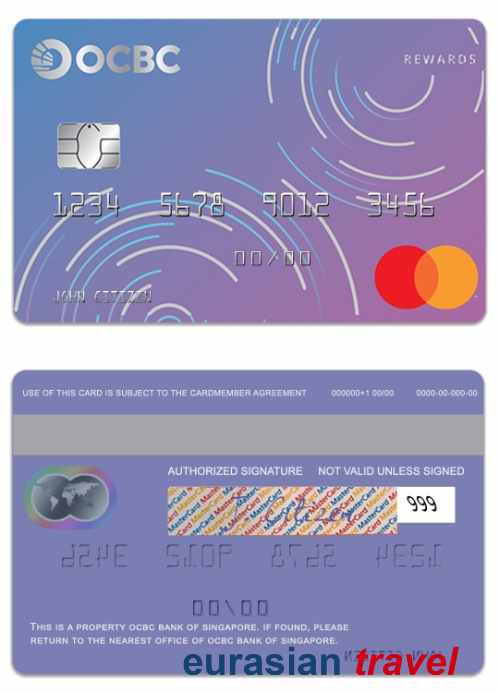 OCBC
REWARDS
1234 5678 9012 3456
00/00
JOHN CITIZEN
USE OF THIS CARD IS SUBJECT TO THE CARDMEMBER AGREEMENT 000000+1 00/00 0000-00-000-00
AUTHORIZED SIGNATURE NOT VALID UNLESS SIGNED
MasterCard MasterCard MasterCard
999
THIS IS A PROPERTY OCBC BANK OF SINGAPORE. IF FOUND, PLEASE
RETURN TO THE NEAREST OFFICE OF OCBC BANK OF SINGAPORE.
eurasian travel